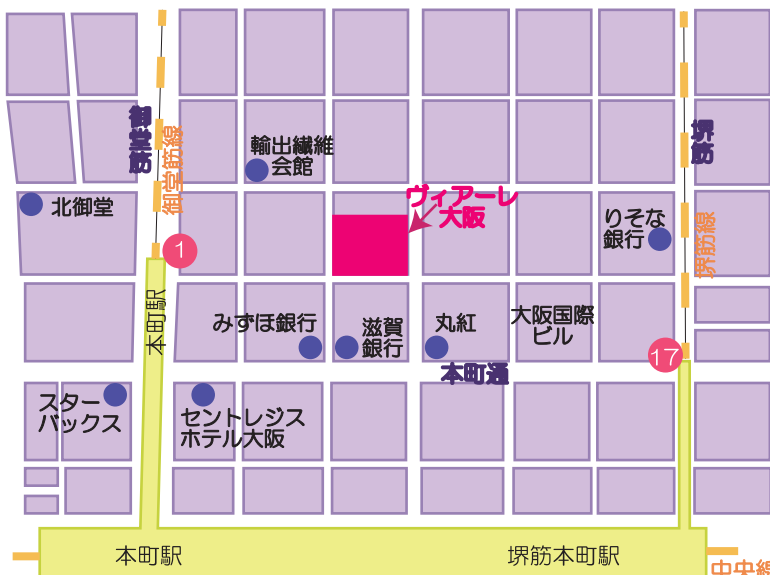 御堂筋
御堂筋線
輸出繊維
会館
堺筋
堺筋線
北御堂
ヴィアーレ
大阪
りそな
銀行
1
本町駅
みずほ銀行
滋賀
銀行
丸紅
大阪国際
ビル
17
本町通
スター
バックス
セントレジス
ホテル大阪
本町駅
堺筋本町駅
中央線